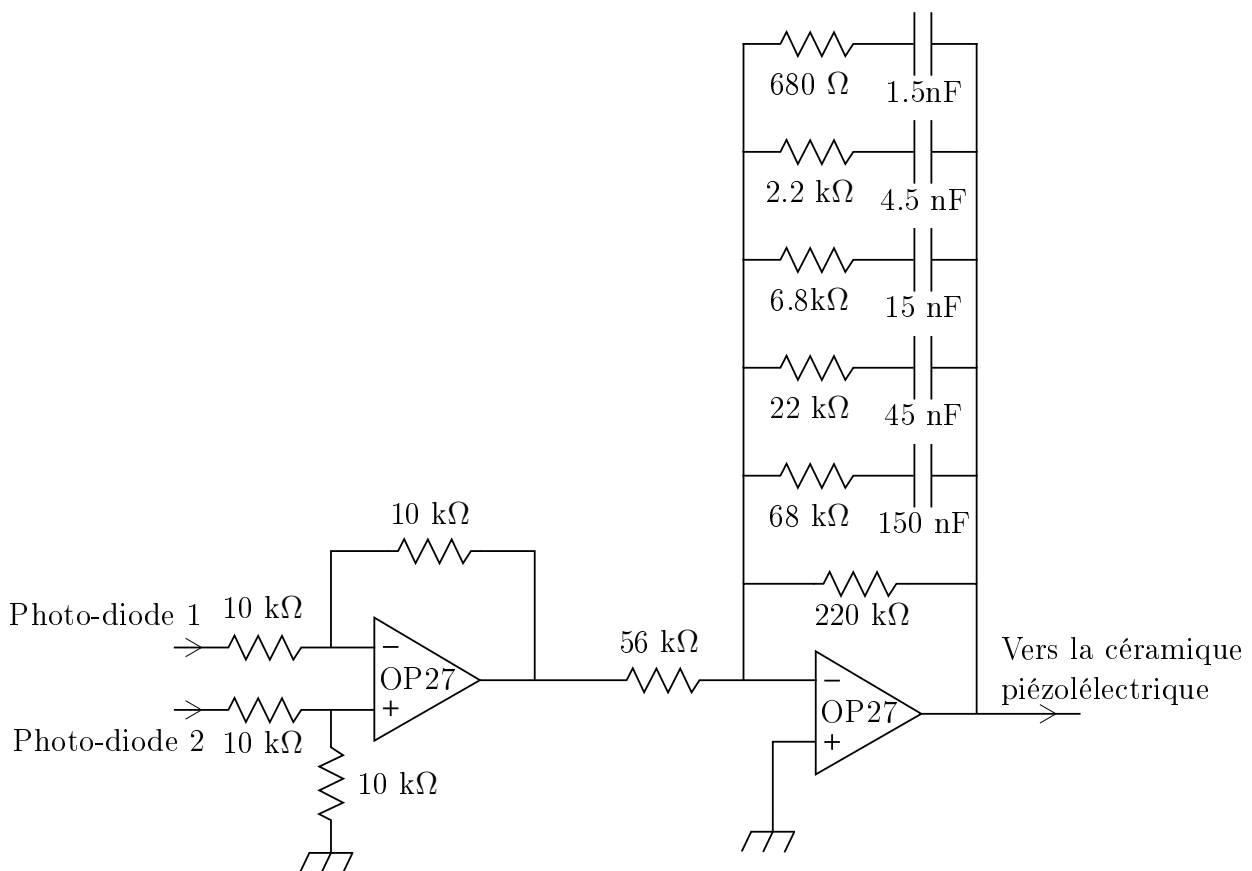 680 Ω
1.5nF
2.2 kΩ
4.5 nF
6.8kΩ
15 nF
22 kΩ
45 nF
68 kΩ
150 nF
10 kΩ
220 kΩ
Photo-diode 1
10 kΩ
56 kΩ
Vers la céramique
piézolélectrique
−
OP27
+
−
OP27
+
Photo-diode 2
10 kΩ
10 kΩ